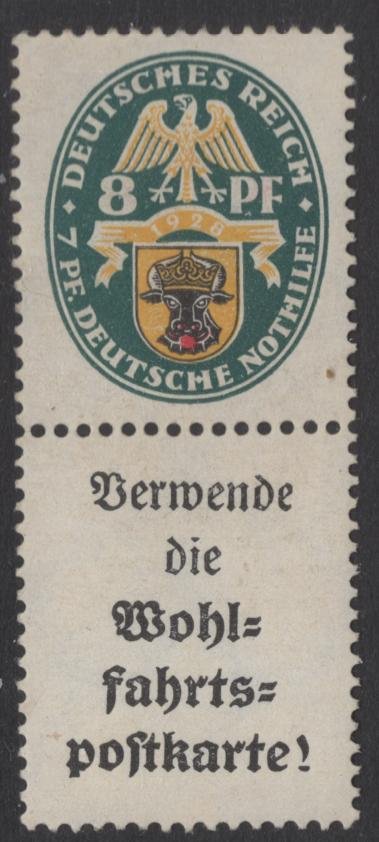 DEUTSCHES REICH
8 PF
1928
7 PF. DEUTSCHE NOTHILFE
Verwende
die
Wohl=
fahrts=
poſtkarte!